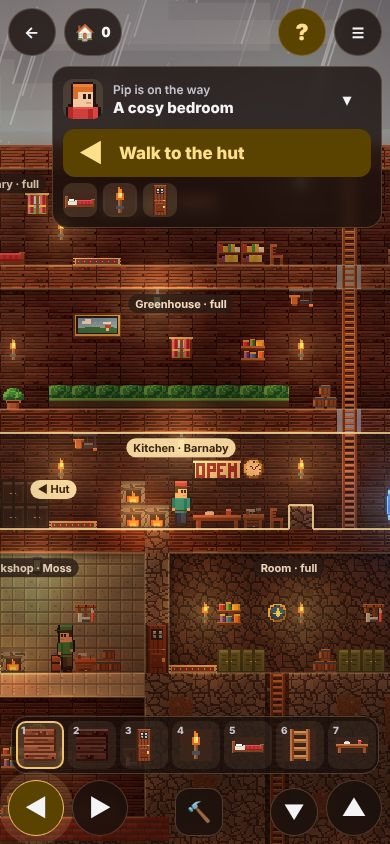 0
?
Pip is on the way
A cosy bedroom
Walk to the hut
ary · full
Greenhouse · full
Kitchen · Barnaby
OPEN
Hut
kshop · Moss
Room · full
1
2
3
4
5
6
7